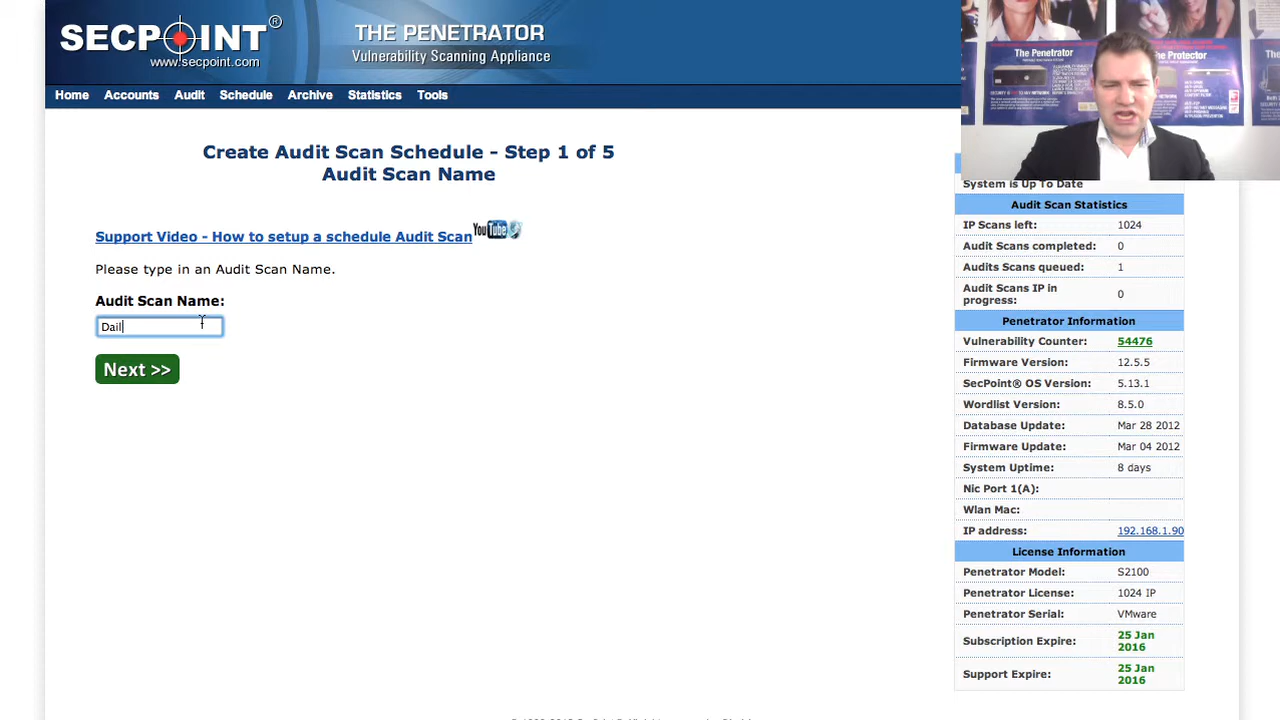 SECPOINT®
www.secpoint.com
THE PENETRATOR
Vulnerability Scanning Appliance
Home Accounts Audit Schedule Archive Statistics Tools
Create Audit Scan Schedule - Step 1 of 5
Audit Scan Name
Support Video - How to setup a schedule Audit Scan YouTube
Please type in an Audit Scan Name.
Audit Scan Name:
Dail
Next >>
The Penetrator
The Protector
System is Up To Date
Audit Scan Statistics
IP Scans left: 1024
Audit Scans completed: 0
Audits Scans queued: 1
Audit Scans IP in
progress: 0
Penetrator Information
Vulnerability Counter: 54476
Firmware Version: 12.5.5
SecPoint® OS Version: 5.13.1
Wordlist Version: 8.5.0
Database Update: Mar 28 2012
Firmware Update: Mar 04 2012
System Uptime: 8 days
Nic Port 1(A):
Wlan Mac:
IP address: 192.168.1.90
License Information
Penetrator Model: S2100
Penetrator License: 1024 IP
Penetrator Serial: VMware
Subscription Expire: 25 Jan
2016
Support Expire: 25 Jan
2016